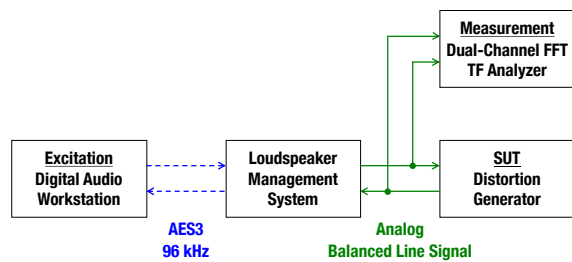 Measurement
Dual-Channel FFT
TF Analyzer
Excitation
Digital Audio
Workstation
Loudspeaker
Management
System
SUT
Distortion
Generator
AES3
96 kHz
Analog
Balanced Line Signal